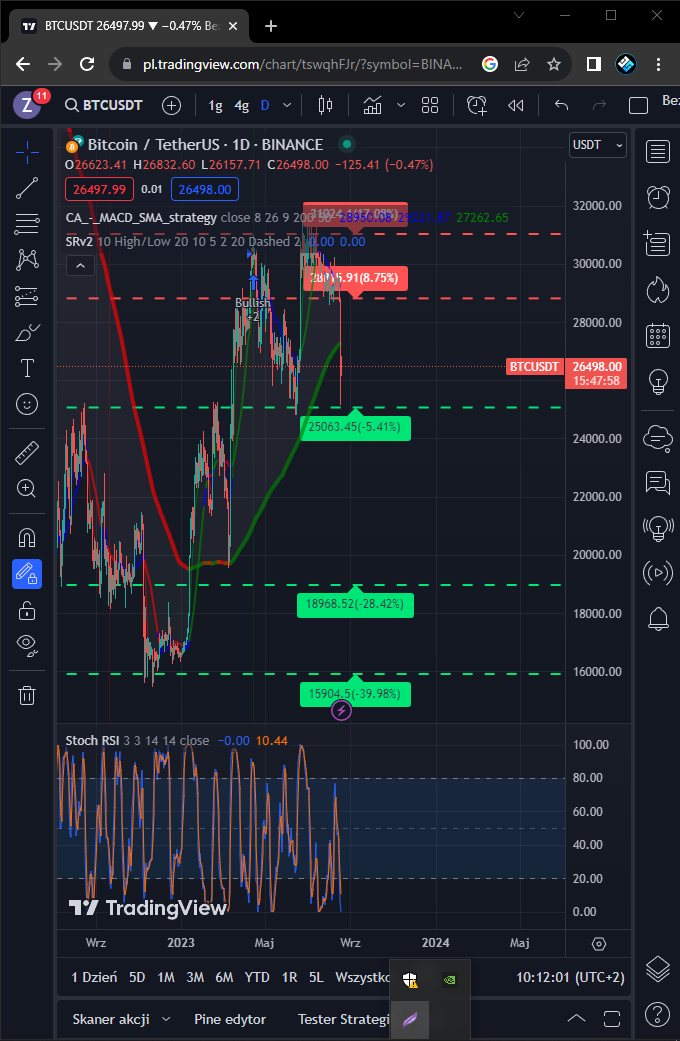 BTCUSDT 26497.99 ▼ −0.47% Be
pl.tradingview.com/chart/tswqhFJr/?symbol=BINA...
Z
11
BTCUSDT
1g 4g D
Bez
Bitcoin / TetherUS · 1D · BINANCE
O26623.41 H26832.60 L26157.71 C26498.00 −125.41 (−0.47%)
26497.99 0.01 26498.00
CA_-_MACD_SMA_strategy close 8 26 9 200 50 27262.65
SRv2 10 High/Low 20 10 5 2 20 Dashed 2 0.00 0.00
USDT
32000.00
30000.00
28815.91(8.75%)
Bullish
+2
28000.00
BTCUSDT 26498.00
15:47:58
25063.45(-5.41%)
24000.00
22000.00
20000.00
18968.52(-28.42%)
18000.00
16000.00
15904.5(-39.98%)
Stoch RSI 3 3 14 14 close −0.00 10.44
100.00
80.00
60.00
40.00
20.00
0.00
TradingView
Wrz 2023 Maj Wrz 2024 Maj
1 Dzień 5D 1M 3M 6M YTD 1R 5L Wszystko
10:12:01 (UTC+2)
Skaner akcji Pine edytor Tester Strategi